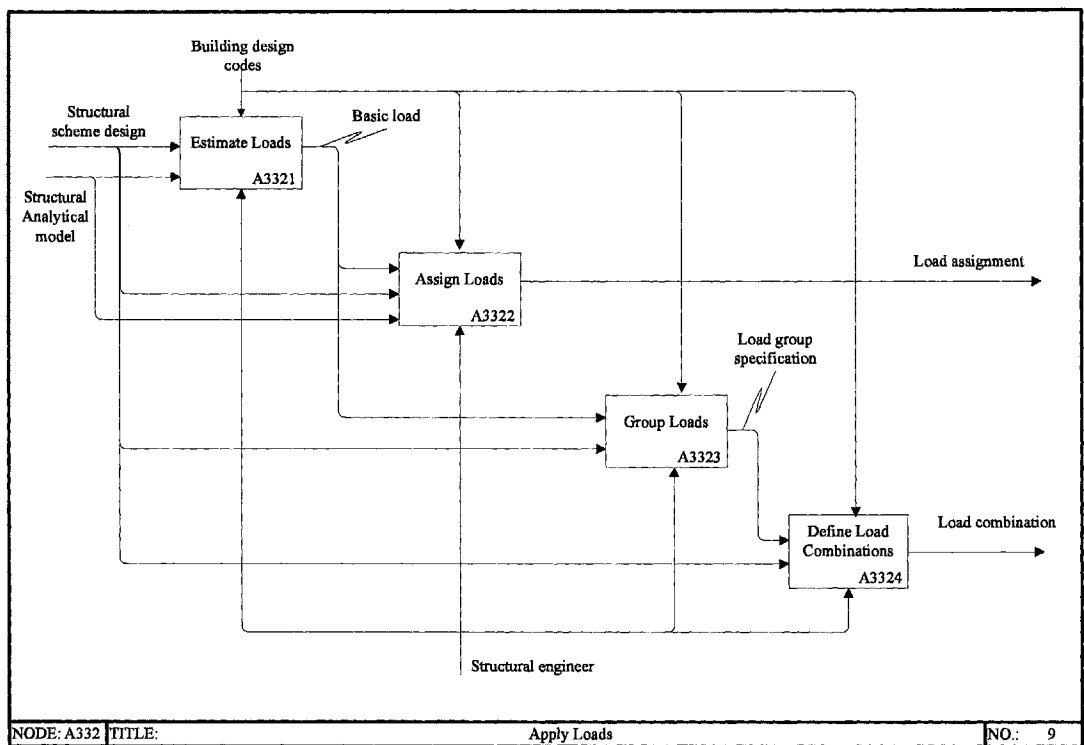 Building design
codes
Structural
scheme design
Basic load
Estimate Loads
A3321
Structural
Analytical
model
Assign Loads
A3322
Load assignment
Load group
specification
Group Loads
A3323
Define Load
Combinations
A3324
Load combination
Structural engineer
NODE: A332 TITLE: Apply Loads NO.: 9